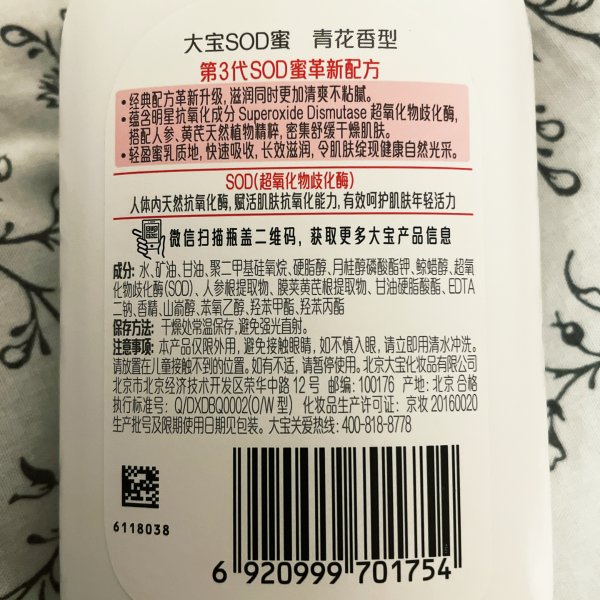 大宝SOD蜜 青花香型
第3代SOD蜜革新配方
•经典配方革新升级,滋润同时更加清爽不粘腻。
•蕴含明星抗氧化成分 Superoxide Dismutase 超氧化物歧化酶,
搭配人参、黄芪天然植物精粹,密集舒缓干燥肌肤。
•轻盈蜜乳质地,快速吸收,长效滋润,令肌肤绽现健康自然光采。
SOD(超氧化物歧化酶)
人体内天然抗氧化酶,赋活肌肤抗氧化能力,有效呵护肌肤年轻活力
微信扫描瓶盖二维码，获取更多大宝产品信息
成分: 水、矿油、甘油、聚二甲基硅氧烷、硬脂醇、月桂醇磷酸酯钾、鲸蜡醇、超氧
化物歧化酶(SOD)、人参根提取物、膜荚黄芪根提取物、甘油硬脂酸酯、EDTA
二钠、香精、山嵛醇、苯氧乙醇、羟苯甲酯、羟苯丙酯
保存方法: 干燥处常温保存,避免强光直射。
注意事项: 本产品仅限外用，避免接触眼睛，如不慎入眼，请立即用清水冲洗。
请放置在儿童接触不到的位置。如有不适，请暂停使用。北京大宝化妆品有限公司
北京市北京经济技术开发区荣华中路12号 邮编: 100176 产地: 北京 合格
执行标准号: Q/DXDBQ0002(O/W型) 化妆品生产许可证: 京妆20160020
生产批号及限期使用日期见包装。大宝关爱热线: 400-818-8778
6118038
6 920999 701754